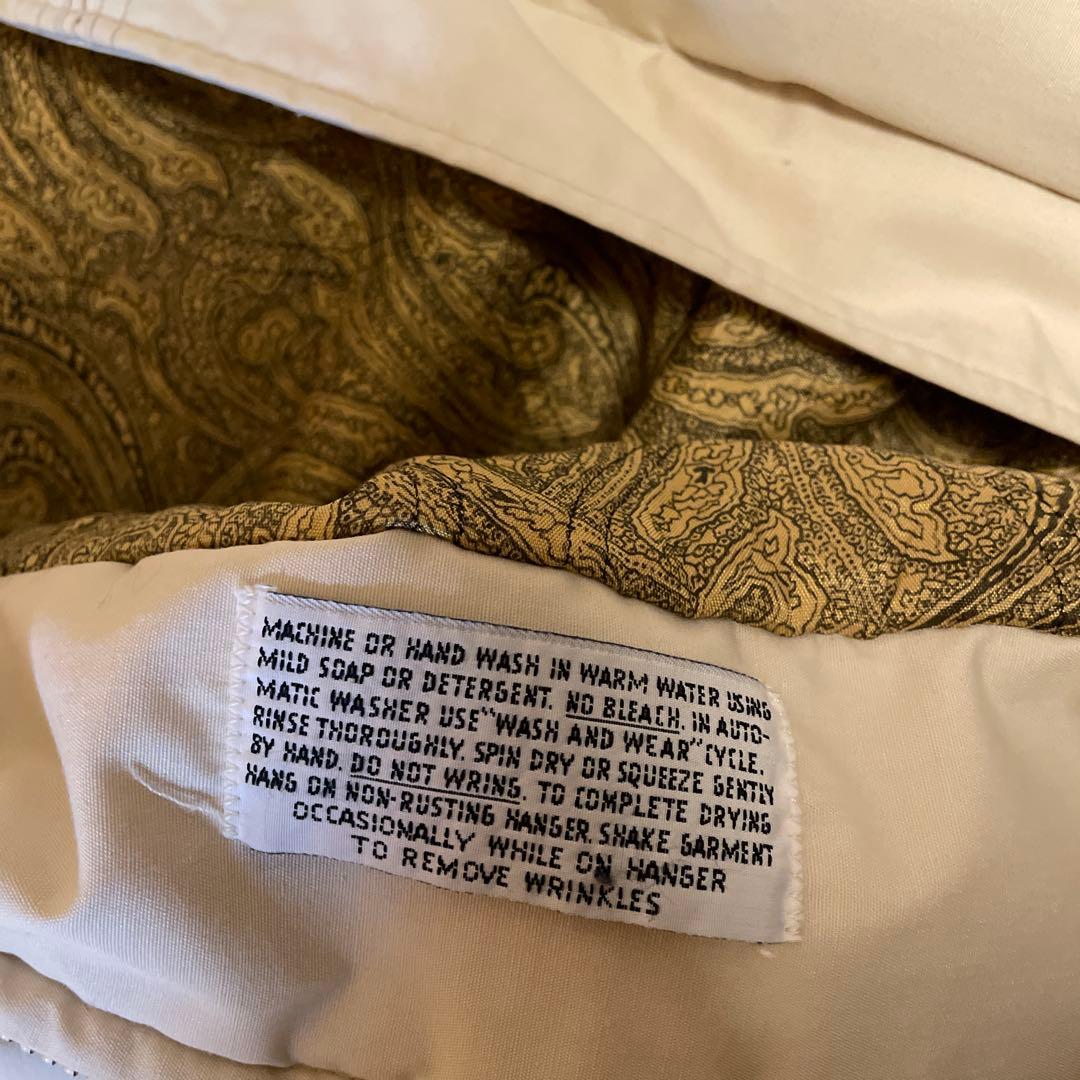 MACHINE OR HAND WASH IN WARM WATER USING
MILD SOAP OR DETERGENT. NO BLEACH. IN AUTO-
MATIC WASHER USE "WASH AND WEAR" CYCLE.
RINSE THOROUGHLY. SPIN DRY OR SQUEEZE GENTLY
BY HAND. DO NOT WRING. TO COMPLETE DRYING
HANG ON NON-RUSTING HANGER. SHAKE GARMENT
OCCASIONALLY WHILE ON HANGER
TO REMOVE WRINKLES